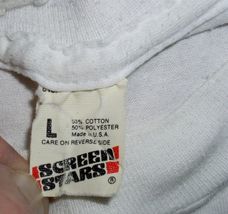 L
50% COTTON
50% POLYESTER
Made in U.S.A.
CARE ON REVERSE SIDE
SCREEN
STARS
®